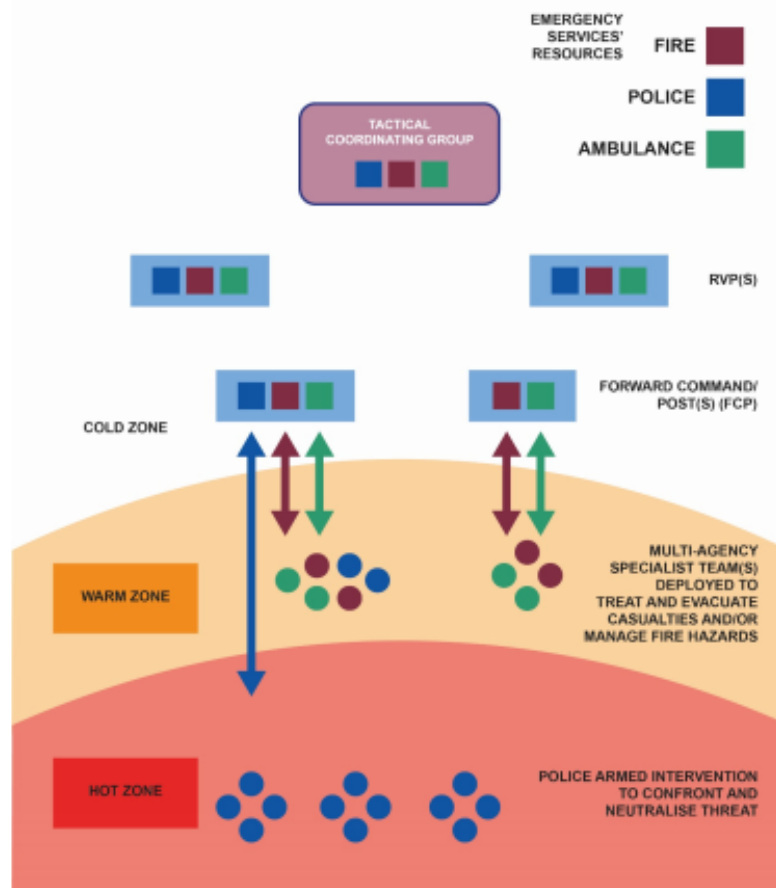 EMERGENCY
SERVICES'
RESOURCES
FIRE
POLICE
AMBULANCE
TACTICAL
COORDINATING GROUP
RVP(S)
FORWARD COMMAND/
POST(S) (FCP)
COLD ZONE
WARM ZONE
MULTI-AGENCY
SPECIALIST TEAM(S)
DEPLOYED TO
TREAT AND EVACUATE
CASUALTIES AND/OR
MANAGE FIRE HAZARDS
HOT ZONE
POLICE ARMED INTERVENTION
TO CONFRONT AND
NEUTRALISE THREAT